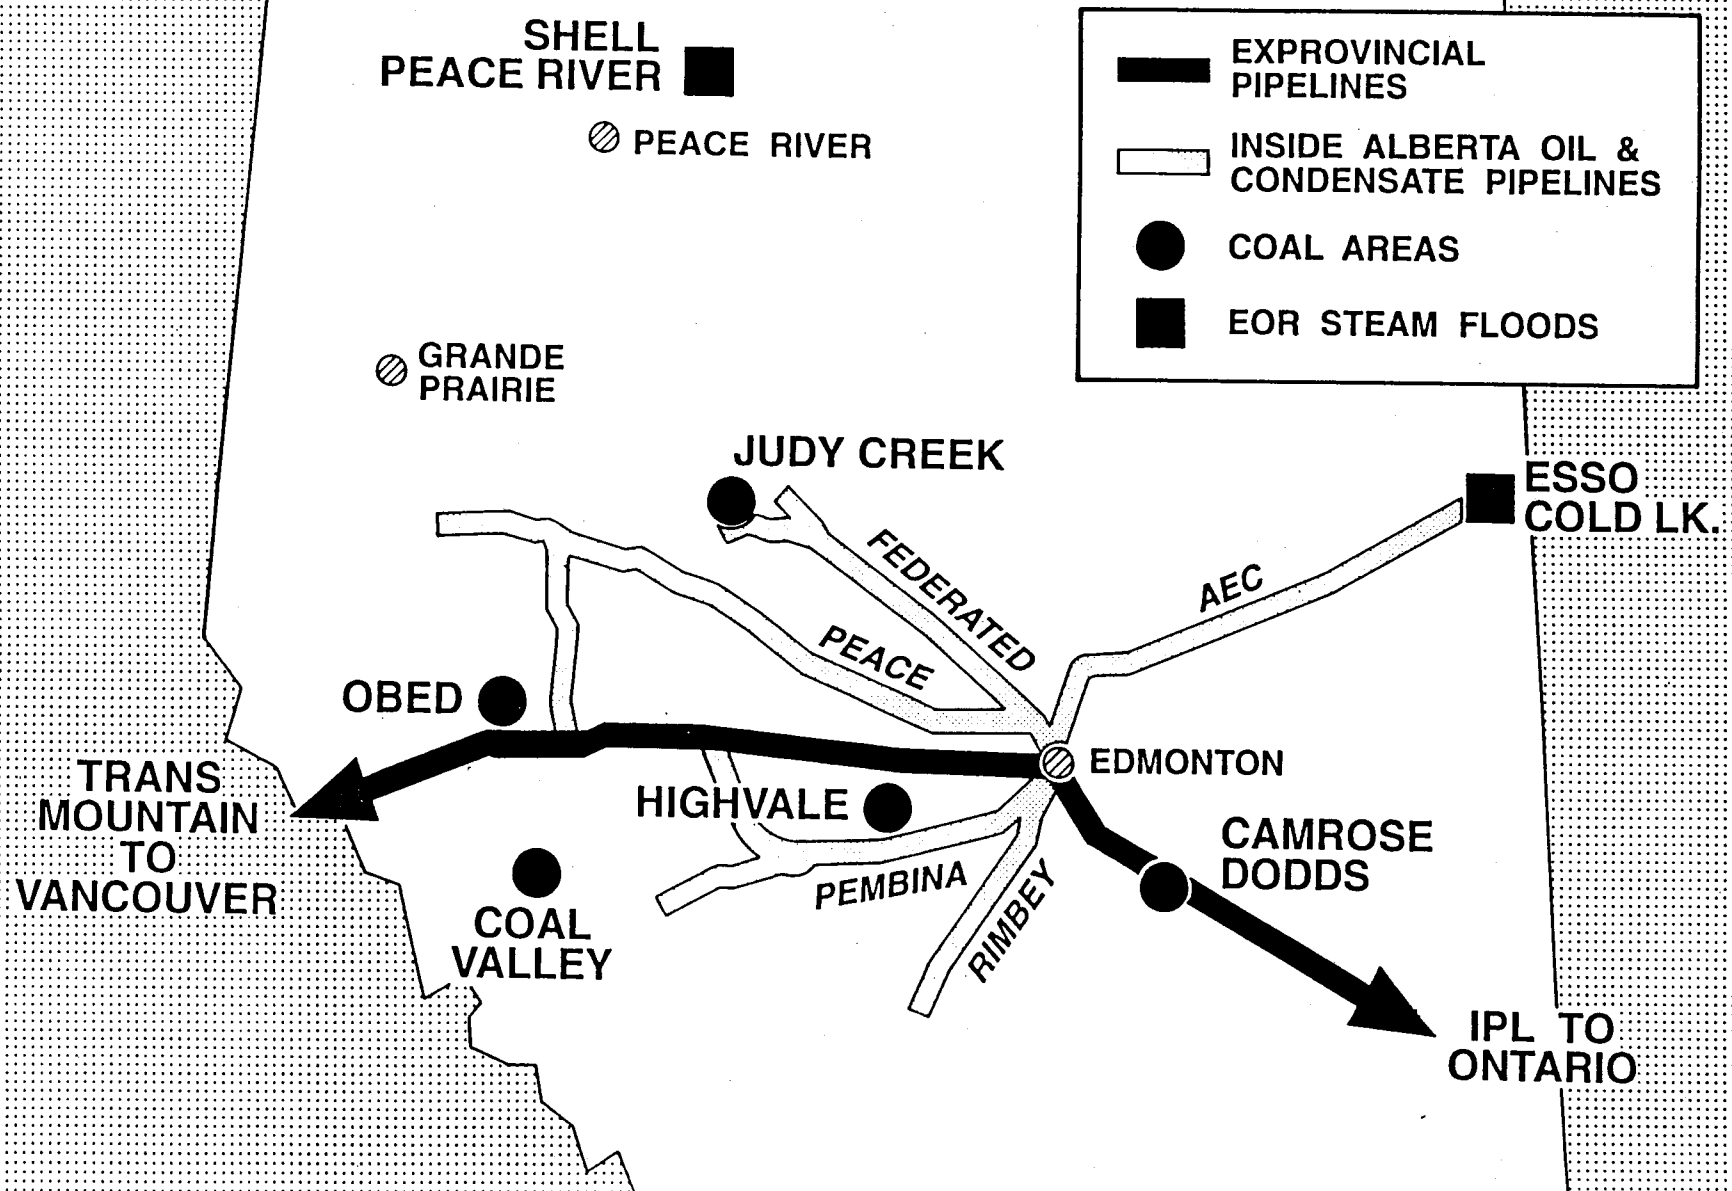 SHELL
PEACE RIVER
PEACE RIVER
EXPROVINCIAL
PIPELINES
INSIDE ALBERTA OIL &
CONDENSATE PIPELINES
COAL AREAS
EOR STEAM FLOODS
GRANDE
PRAIRIE
JUDY CREEK
ESSO
COLD LK.
FEDERATED
AEC
PEACE
OBED
TRANS
MOUNTAIN
TO
VANCOUVER
EDMONTON
HIGHVALE
CAMROSE
DODDS
PEMBINA
RIMBEY
COAL
VALLEY
IPL TO
ONTARIO